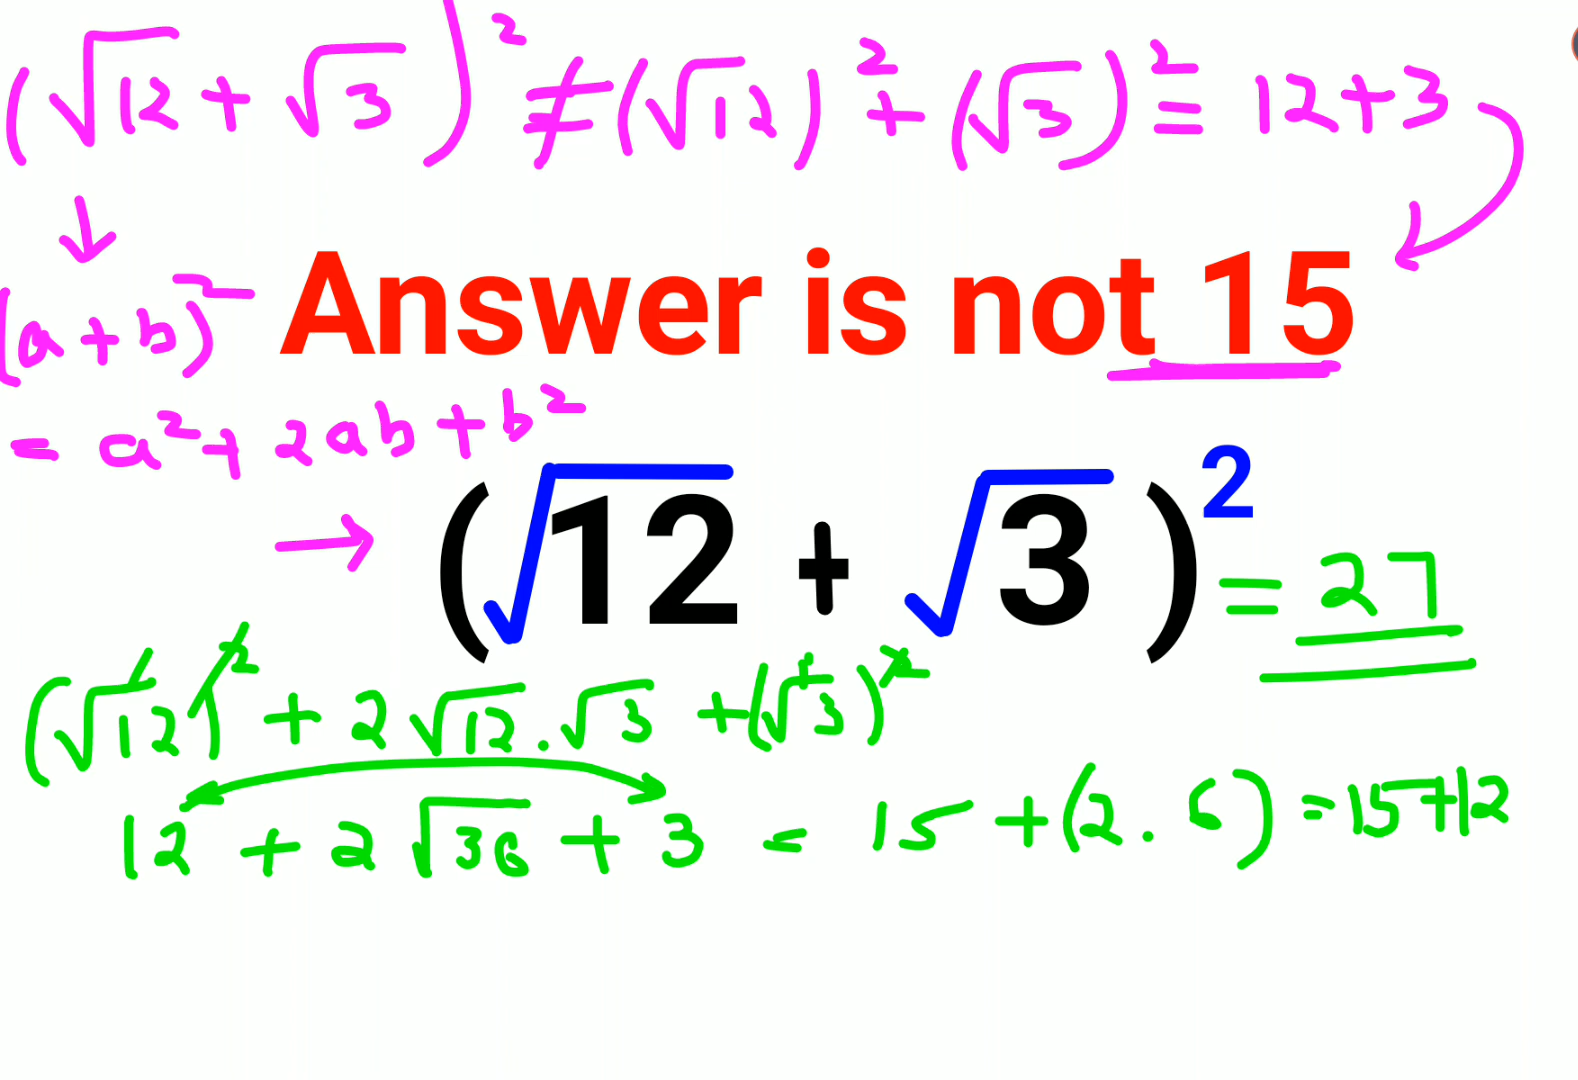 (√12 + √3)² ≠ (√12)² + (√3)² = 12+3
Answer is not 15
↓
(a+b)²
= a² + 2ab + b²
→ (√12 + √3)² = 27
(√12)² + 2√12.√3 + (√3)²
12 + 2√36 + 3 = 15 + (2.6) = 15+12